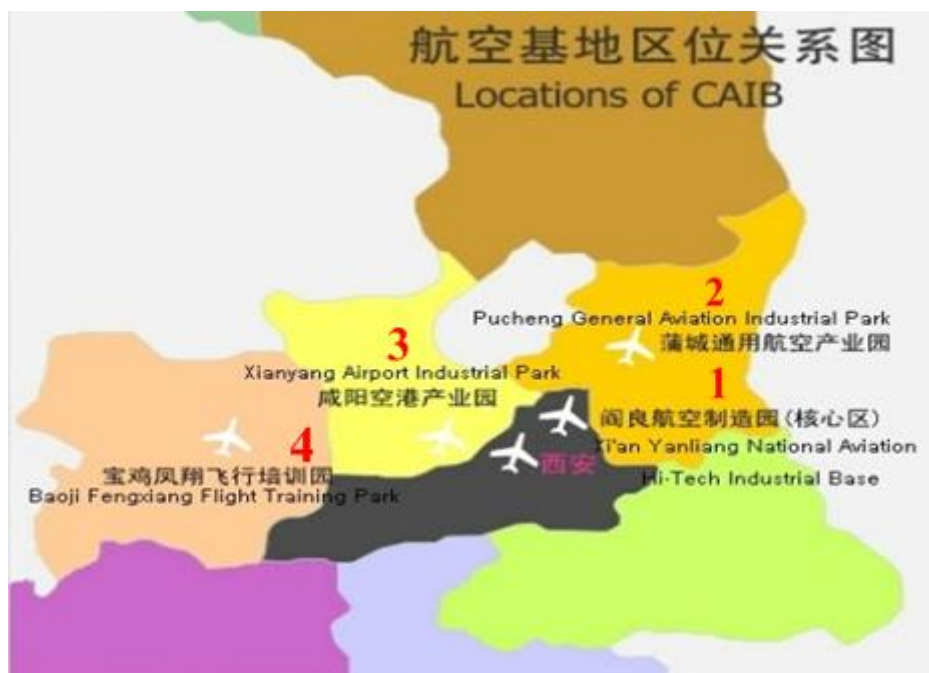 航空基地区位关系图
Locations of CAIB
2
Pucheng General Aviation Industrial Park
蒲城通用航空产业园
3
Xianyang Airport Industrial Park
咸阳空港产业园
1
阎良航空制造园(核心区)
Xi'an Yanliang National Aviation
Hi-Tech Industrial Base
西安
4
宝鸡凤翔飞行培训园
Baoji Fengxiang Flight Training Park